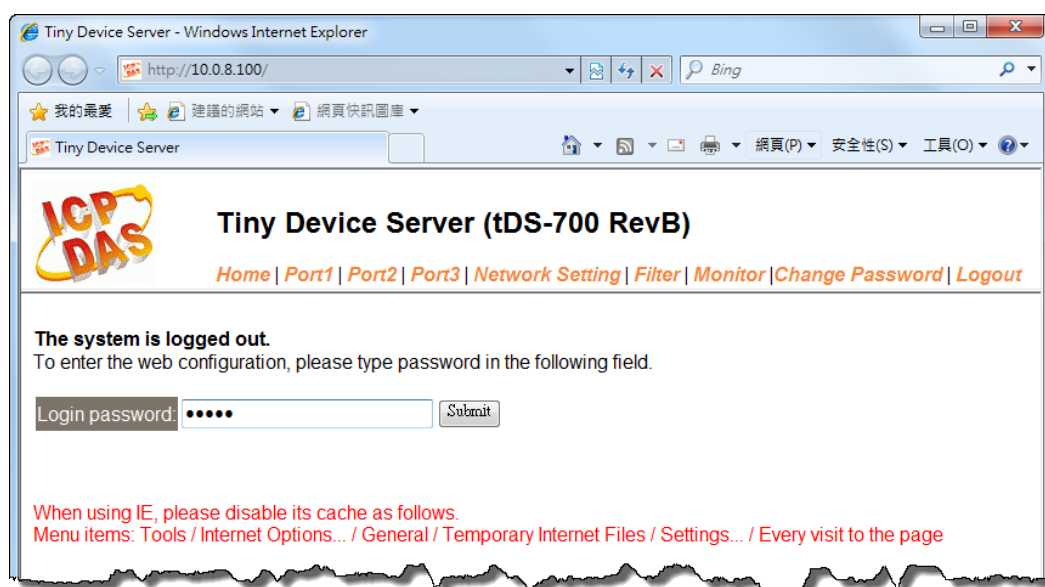 Tiny Device Server - Windows Internet Explorer
http://10.0.8.100/
Bing
我的最愛 建議的網站 網頁快訊圖庫
Tiny Device Server 網頁(P) 安全性(S) 工具(O)
ICP DAS
Tiny Device Server (tDS-700 RevB)
Home | Port1 | Port2 | Port3 | Network Setting | Filter | Monitor |Change Password | Logout
The system is logged out.
To enter the web configuration, please type password in the following field.
Login password: ••••• Submit
When using IE, please disable its cache as follows.
Menu items: Tools / Internet Options... / General / Temporary Internet Files / Settings... / Every visit to the page